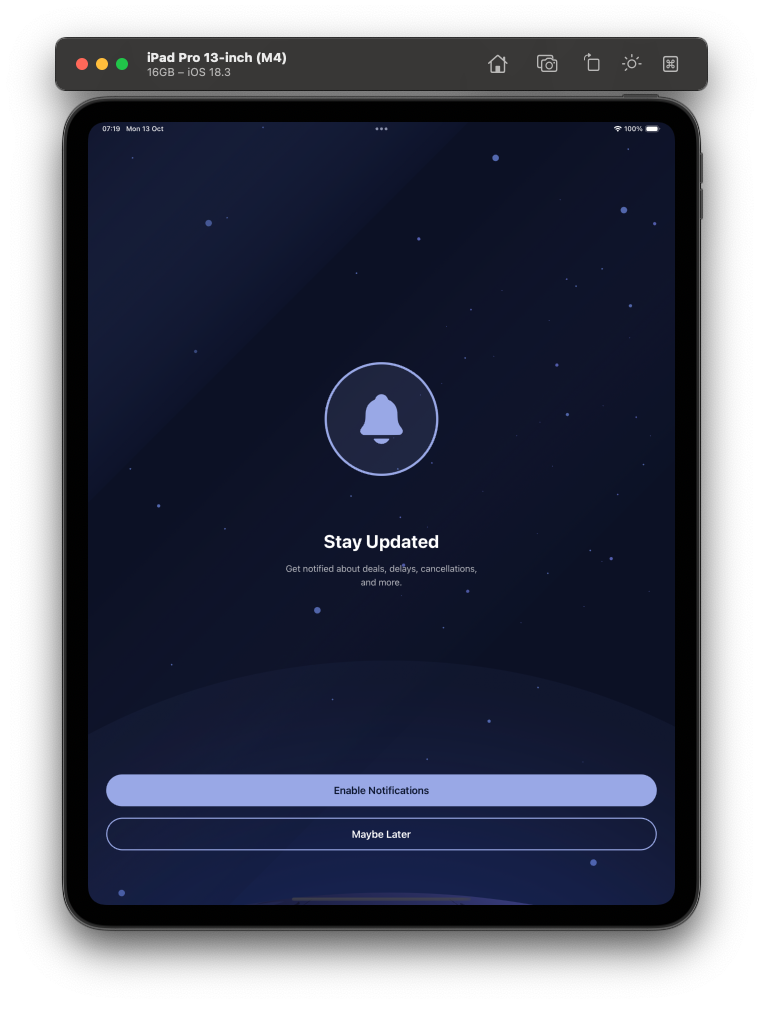 iPad Pro 13-inch (M4)
16GB – iOS 18.3
07:19 Mon 13 Oct
100%
Stay Updated
Get notified about deals, delays, cancellations,
and more.
Enable Notifications
Maybe Later